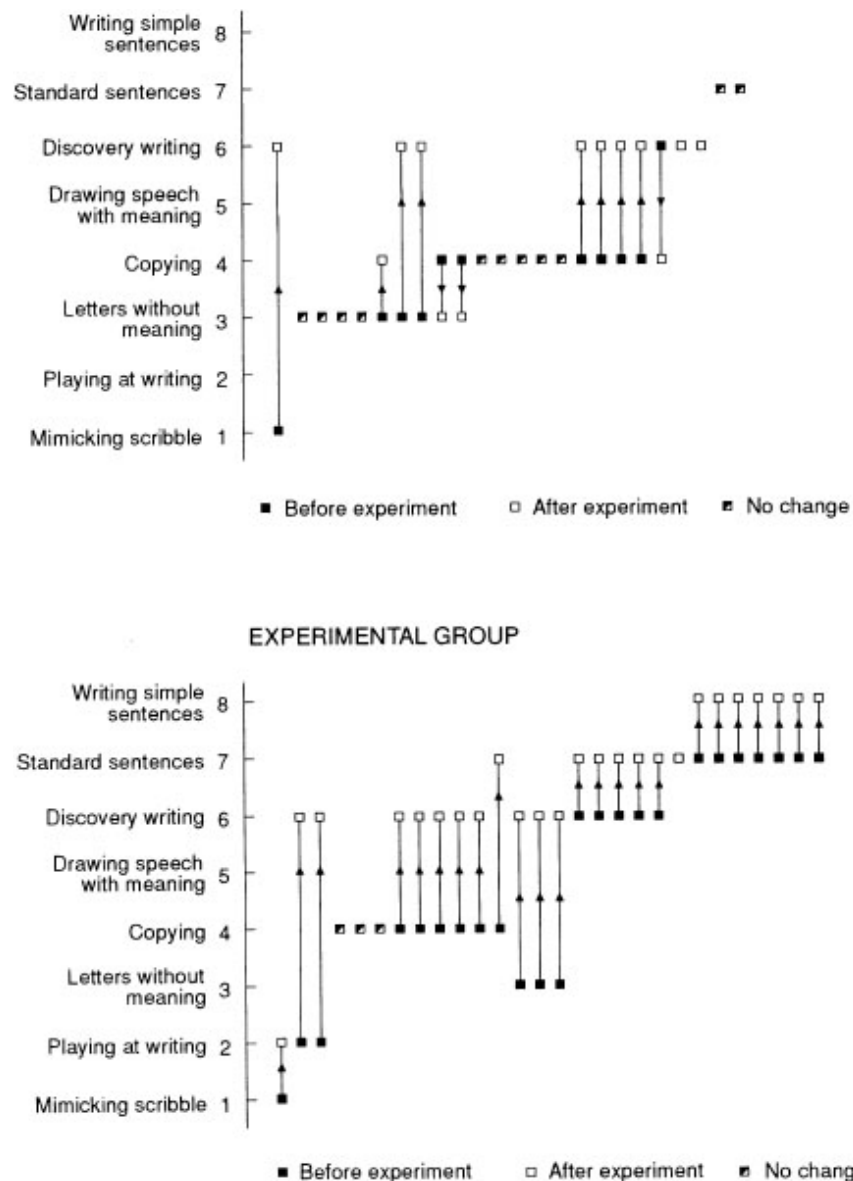 Writing simple
sentences 8
Standard sentences 7
Discovery writing 6
Drawing speech
with meaning 5
Copying 4
Letters without
meaning 3
Playing at writing 2
Mimicking scribble 1
Before experiment After experiment No change
EXPERIMENTAL GROUP
Writing simple
sentences 8
Standard sentences 7
Discovery writing 6
Drawing speech
with meaning 5
Copying 4
Letters without
meaning 3
Playing at writing 2
Mimicking scribble 1
Before experiment After experiment No chang